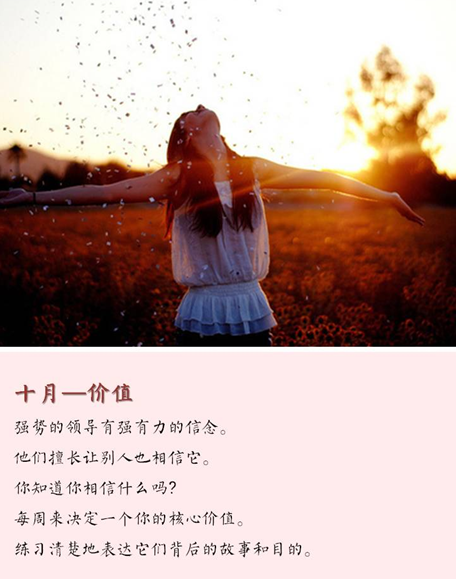 十月—价值
强势的领导有强有力的信念。
他们擅长让别人也相信它。
你知道你相信什么吗?
每周来决定一个你的核心价值。
练习清楚地表达它们背后的故事和目的。